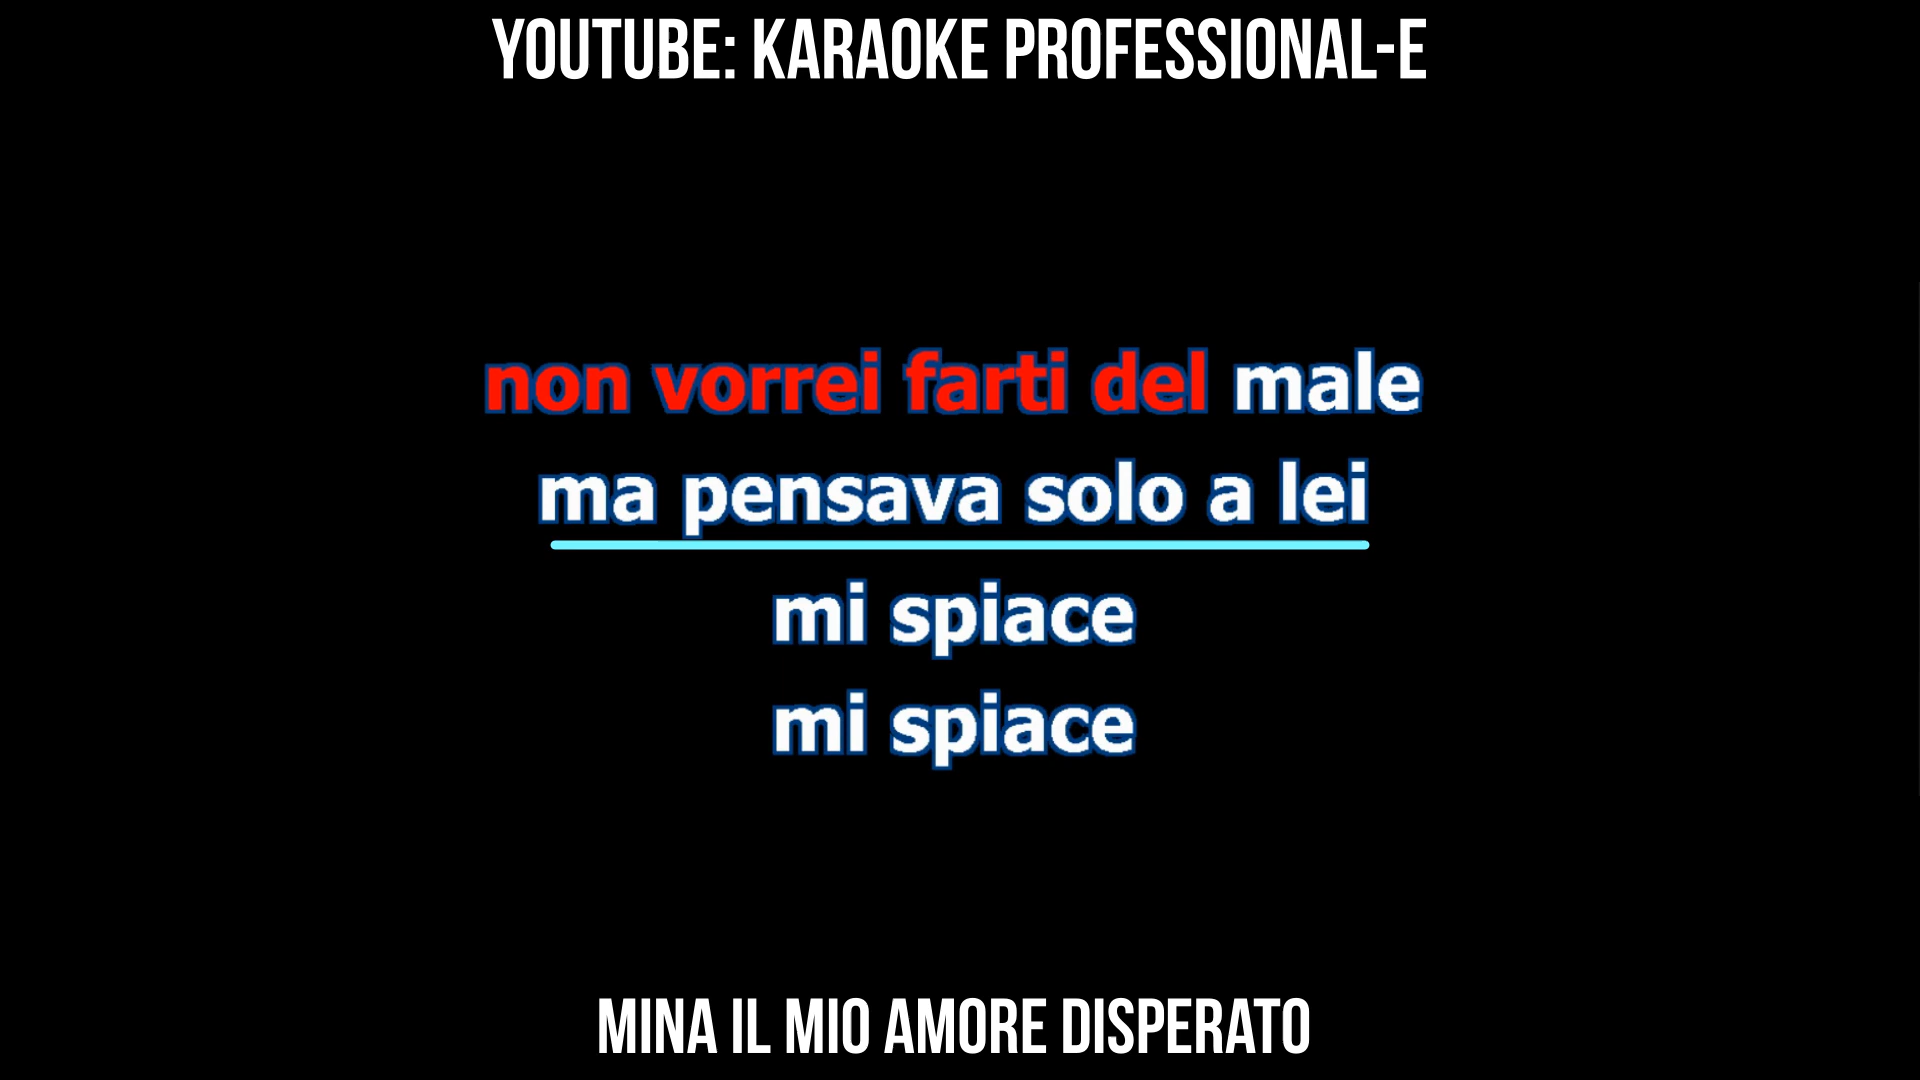 YOUTUBE: KARAOKE PROFESSIONAL-E
non vorrei farti del male
ma pensava solo a lei
mi spiace
mi spiace
MINA IL MIO AMORE DISPERATO